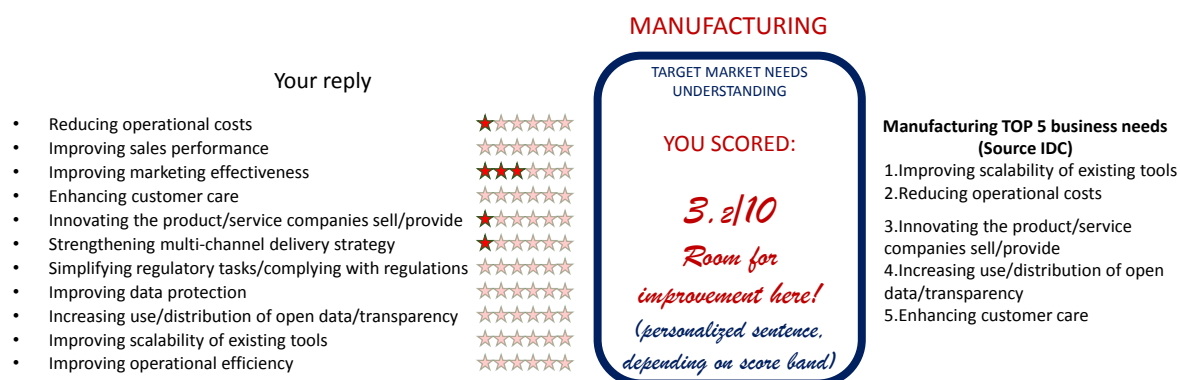 MANUFACTURING
Your reply
• Reducing operational costs
• Improving sales performance
• Improving marketing effectiveness
• Enhancing customer care
• Innovating the product/service companies sell/provide
• Strengthening multi-channel delivery strategy
• Simplifying regulatory tasks/complying with regulations
• Improving data protection
• Increasing use/distribution of open data/transparency
• Improving scalability of existing tools
• Improving operational efficiency
TARGET MARKET NEEDS
UNDERSTANDING
YOU SCORED:
3.2/10
Room for
improvement here!
(personalized sentence,
depending on score band)
Manufacturing TOP 5 business needs
(Source IDC)
1.Improving scalability of existing tools
2.Reducing operational costs
3.Innovating the product/service
companies sell/provide
4.Increasing use/distribution of open
data/transparency
5.Enhancing customer care